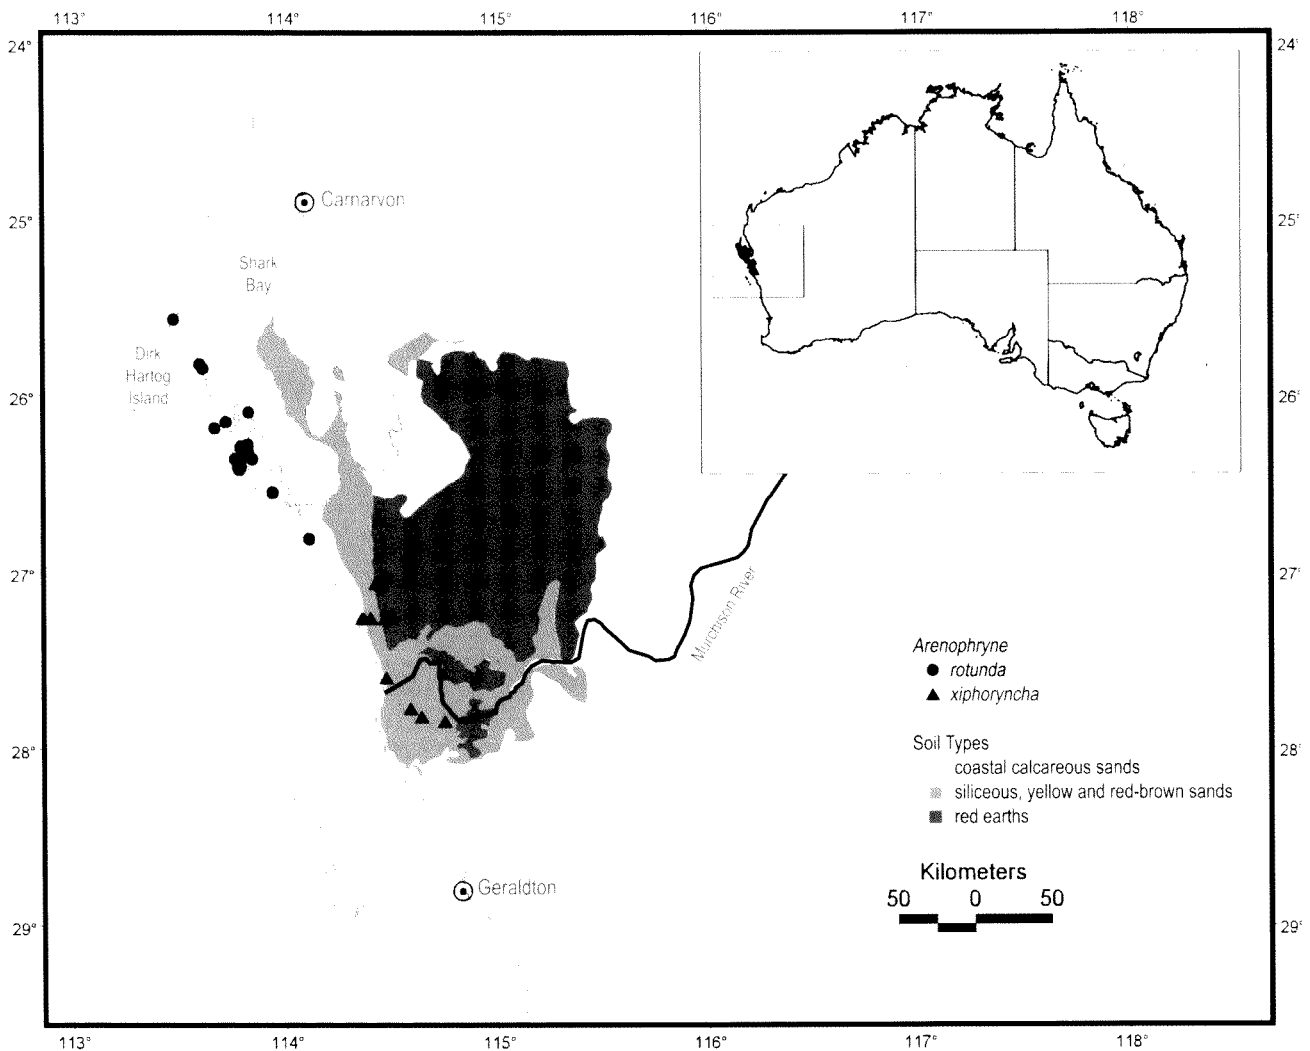 113° 114° 115° 116° 117° 118°
24° 24°
Carnarvon
25° 25°
Shark
Bay
Dirk
Hartog
Island
26° 26°
27° 27°
Murchison River
Arenophryne
rotunda
xiphoryncha
Soil Types
28° 28°
coastal calcareous sands
siliceous, yellow and red-brown sands
red earths
Kilometers
Geraldton
50 0 50
29° 29°
113° 114° 115° 116° 117° 118°